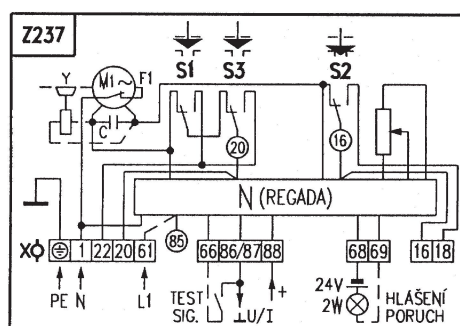 Z237
S1 S3 S2
Y M1 ~ F1
C
20 16
N (REGADA)
85
X 1 22 20 61 66 86/87 88 68 69 16 18
PE N L1 TEST SIG. ⊥U/I + 24V 2W HLÁŠENÍ PORUCH